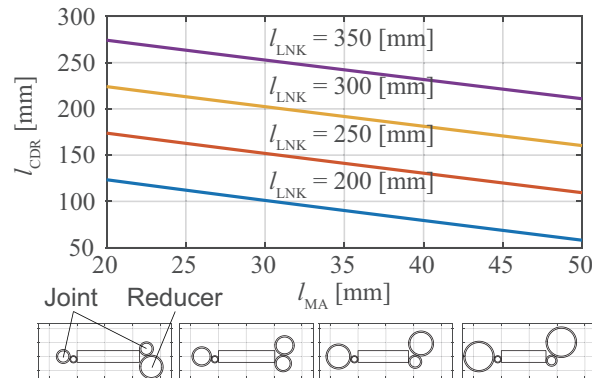 300
250
200
150
100
50
l_CDR [mm]
l_LNK = 350 [mm]
l_LNK = 300 [mm]
l_LNK = 250 [mm]
l_LNK = 200 [mm]
20 25 30 35 40 45 50
l_MA [mm]
Joint Reducer